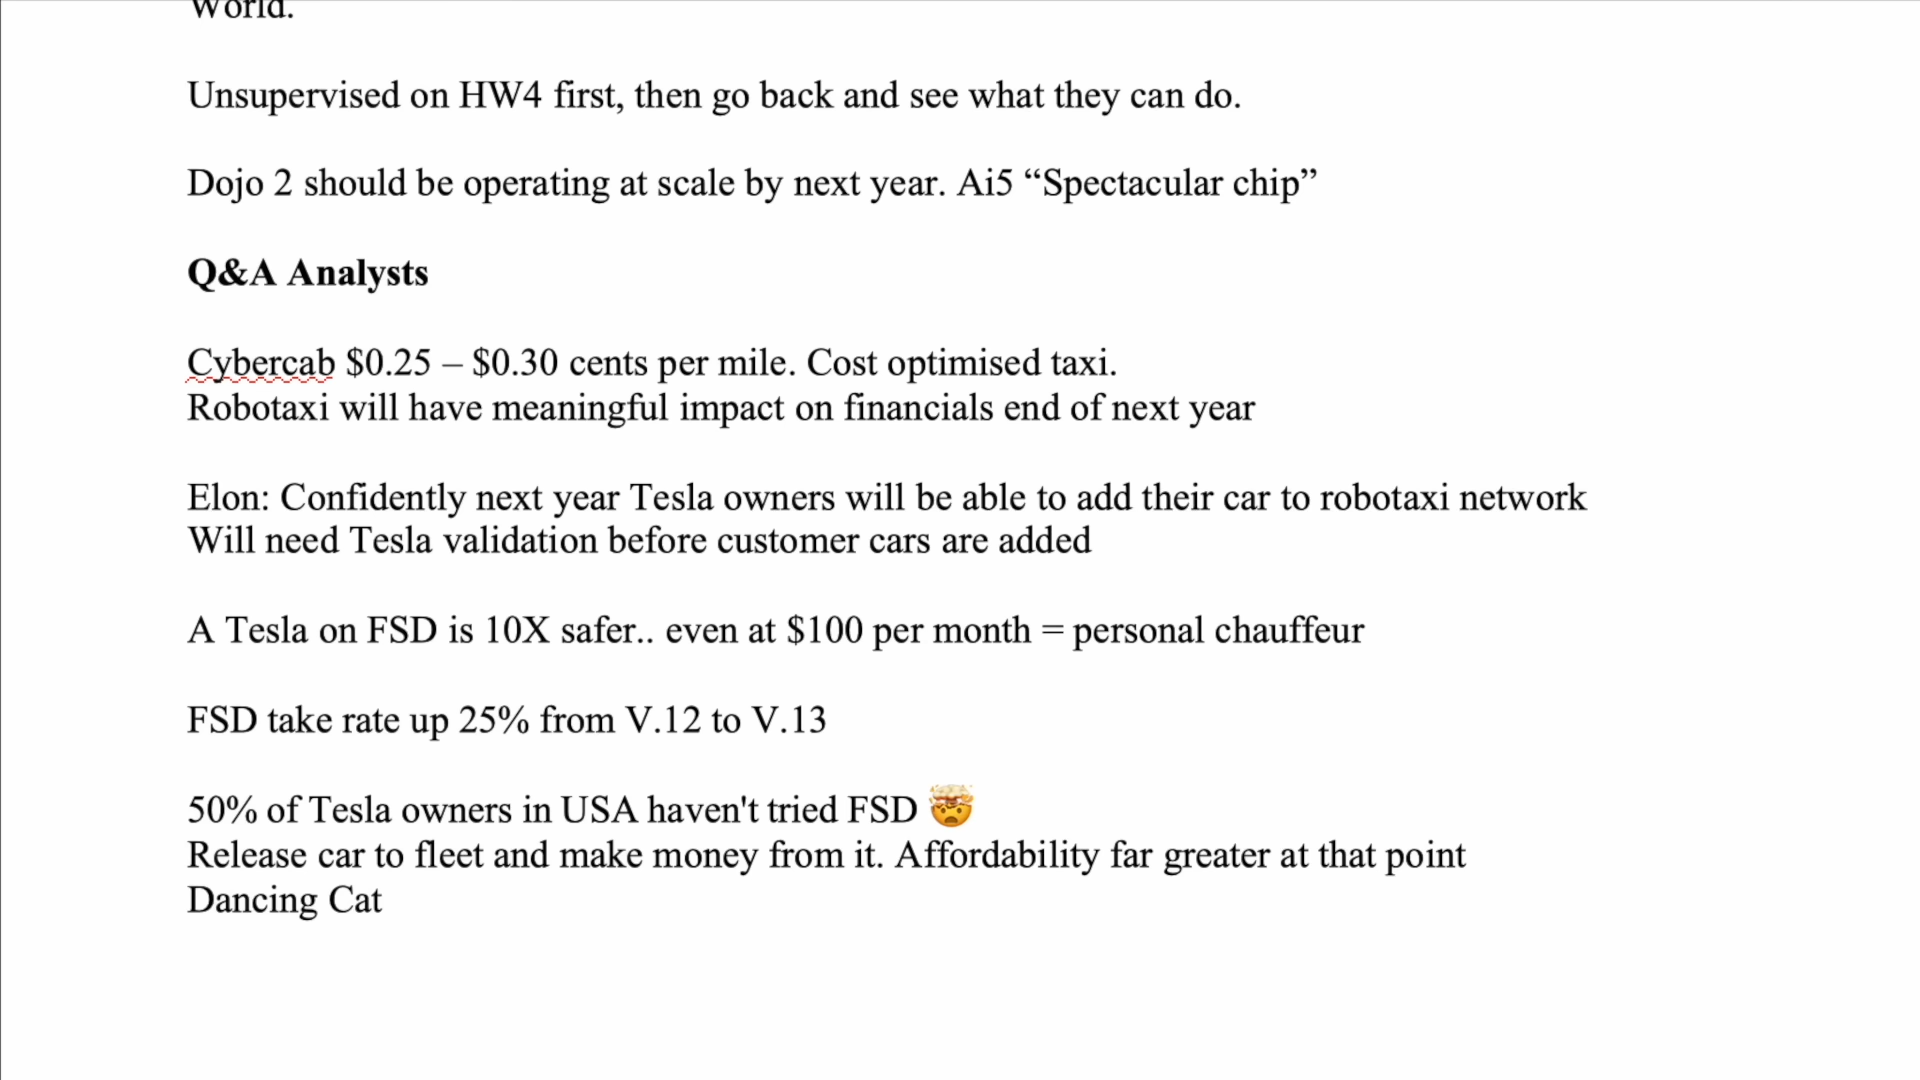 World.
Unsupervised on HW4 first, then go back and see what they can do.
Dojo 2 should be operating at scale by next year. Ai5 “Spectacular chip”
Q&A Analysts
Cybercab $0.25 – $0.30 cents per mile. Cost optimised taxi.
Robotaxi will have meaningful impact on financials end of next year
Elon: Confidently next year Tesla owners will be able to add their car to robotaxi network
Will need Tesla validation before customer cars are added
A Tesla on FSD is 10X safer.. even at $100 per month = personal chauffeur
FSD take rate up 25% from V.12 to V.13
50% of Tesla owners in USA haven't tried FSD 🤯
Release car to fleet and make money from it. Affordability far greater at that point
Dancing Cat